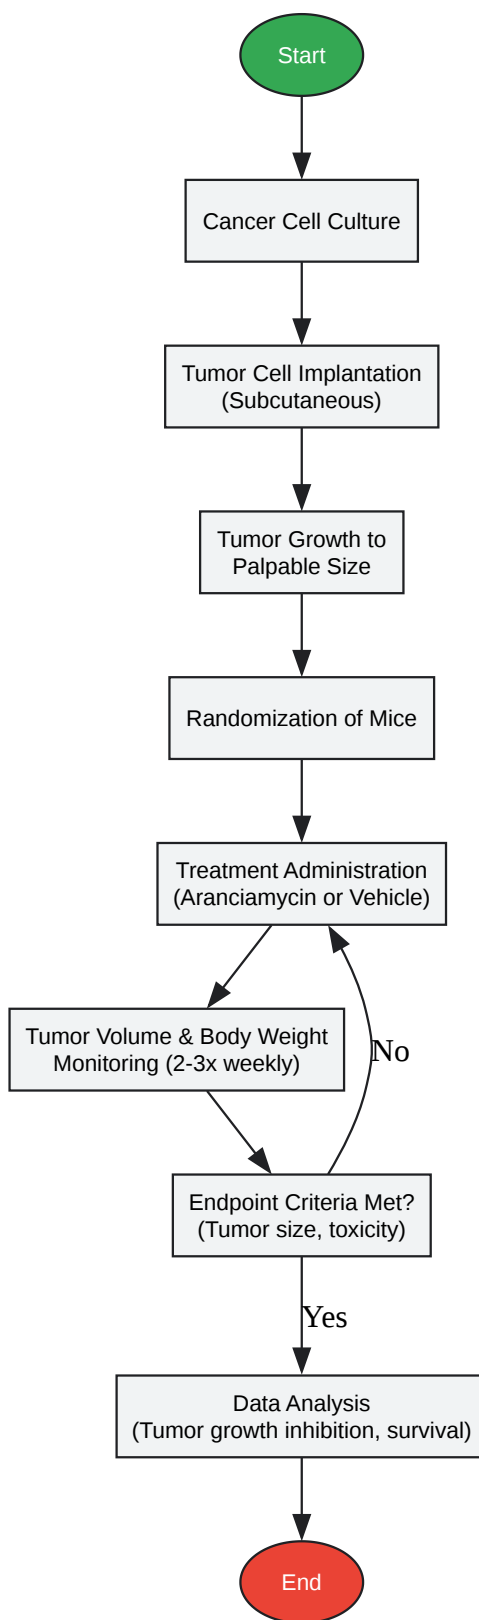 Start
Cancer Cell Culture
Tumor Cell Implantation
(Subcutaneous)
Tumor Growth to
Palpable Size
Randomization of Mice
Treatment Administration
(Aranciamycin or Vehicle)
Tumor Volume & Body Weight
Monitoring (2-3x weekly)
No
Endpoint Criteria Met?
(Tumor size, toxicity)
Yes
Data Analysis
(Tumor growth inhibition, survival)
End